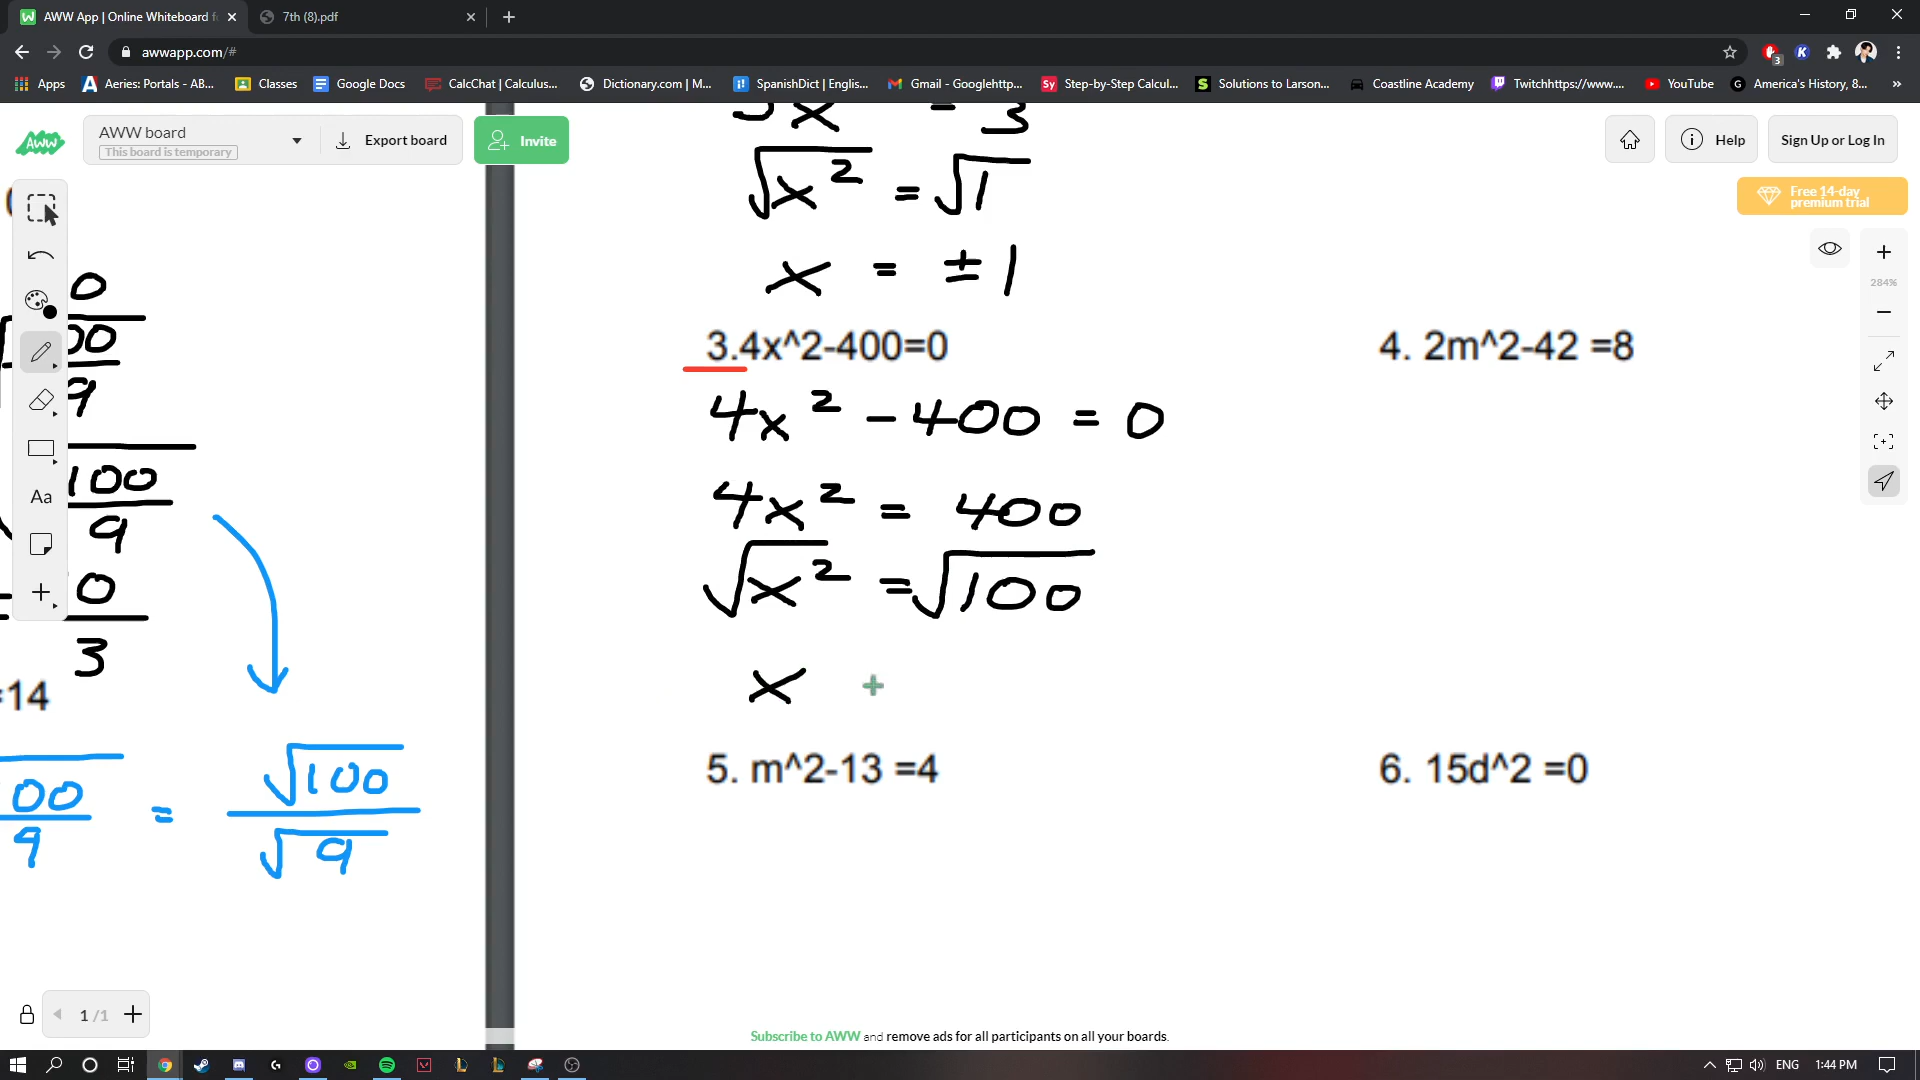 AWW App | Online Whiteboard f
7th (8).pdf
awwapp.com/#
3
Apps
Aeries: Portals - AB...
Classes
Google Docs
CalcChat | Calculus...
Dictionary.com | M...
SpanishDict | Englis...
Gmail - Googlehttp...
Step-by-Step Calcul...
Solutions to Larson...
Coastline Academy
Twitchhttps://www....
YouTube
America's History, 8...
»
AWW
AWW board
This board is temporary
Export board
Invite
Help
Sign Up or Log In
Free 14-day
premium trial
284%
Aa
0
00
9
100
9
0
3
=14
00
9
=
√100
√9
3x = 3
√x² = √1
x = ±1
3.4x^2-400=0
4x² - 400 = 0
4x² = 400
√x² = √100
x
4. 2m^2-42 =8
5. m^2-13 =4
6. 15d^2 =0
1 /1
Subscribe to AWW and remove ads for all participants on all your boards.
ENG
1:44 PM